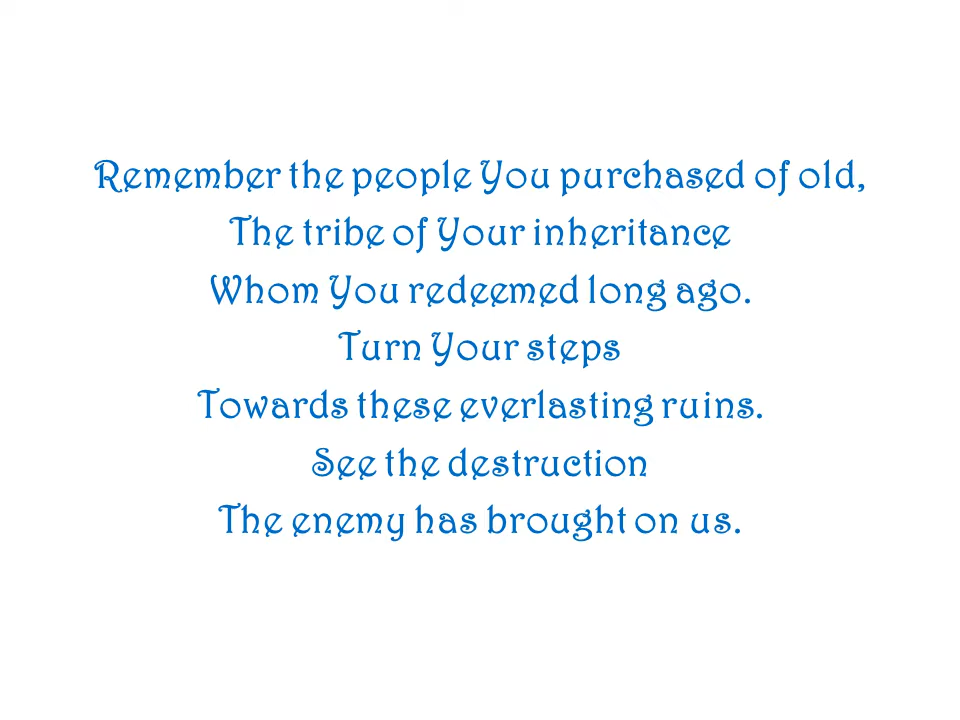 Remember the people You purchased of old,
The tribe of Your inheritance
Whom You redeemed long ago.
Turn Your steps
Towards these everlasting ruins.
See the destruction
The enemy has brought on us.